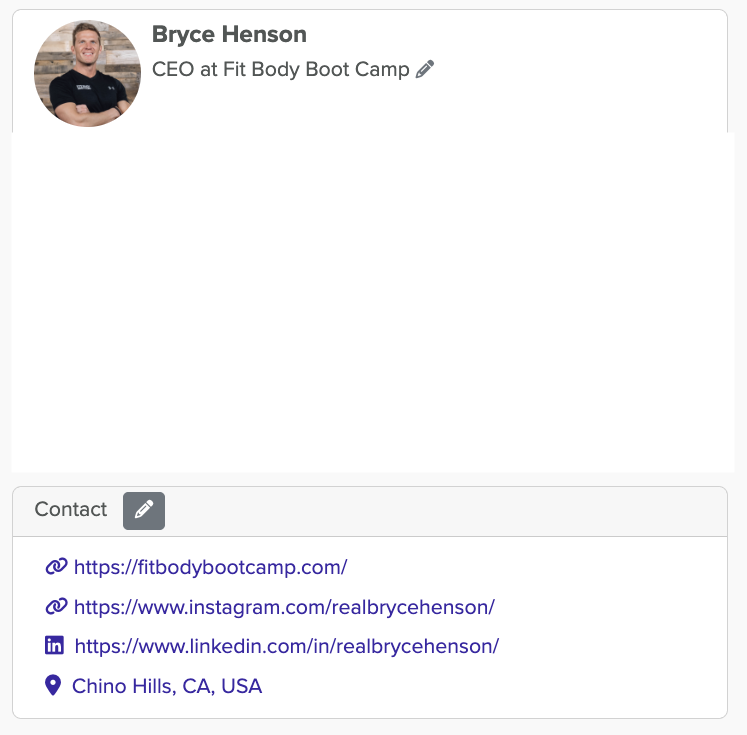 Bryce Henson
CEO at Fit Body Boot Camp
Contact
https://fitbodybootcamp.com/
https://www.instagram.com/realbrycehenson/
https://www.linkedin.com/in/realbrycehenson/
Chino Hills, CA, USA